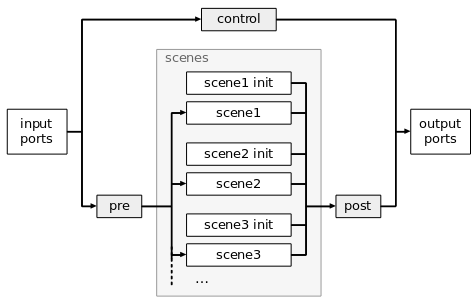 control
scenes
scene1 init
scene1
input
ports
output
ports
scene2 init
scene2
pre
post
scene3 init
scene3
...